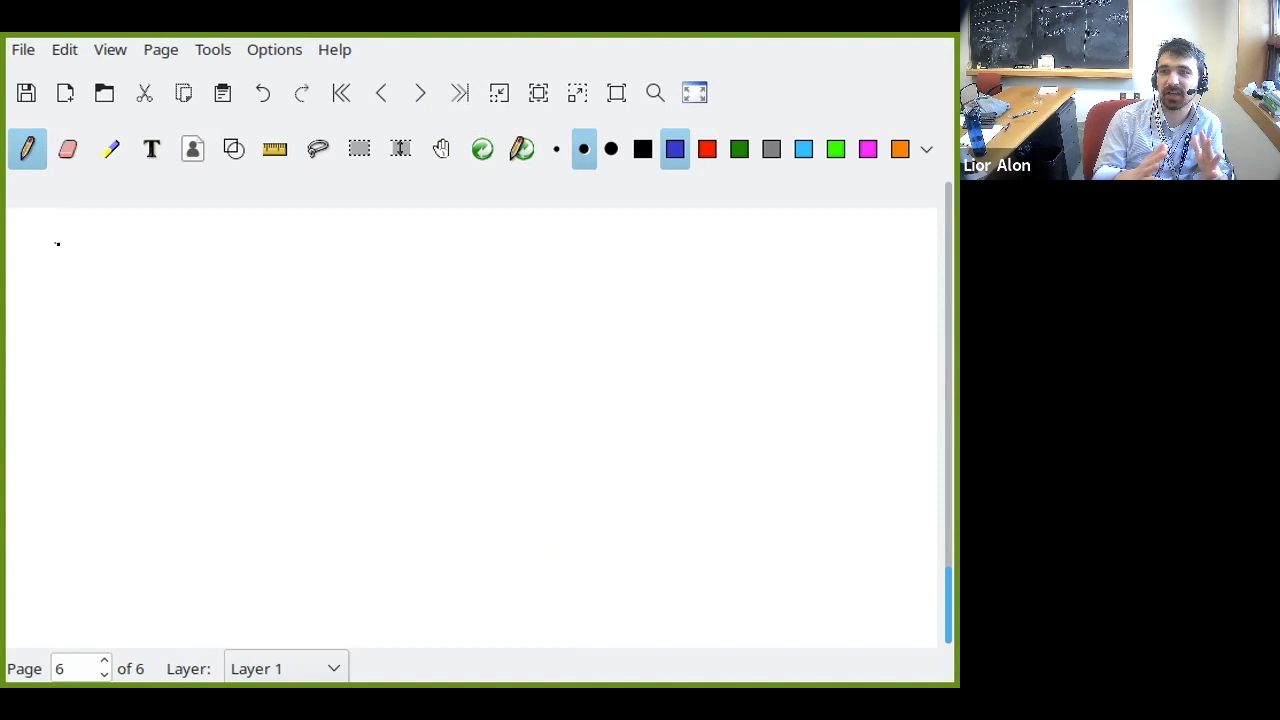 File Edit View Page Tools Options Help
T
Page 6 of 6 Layer: Layer 1
Lior Alon